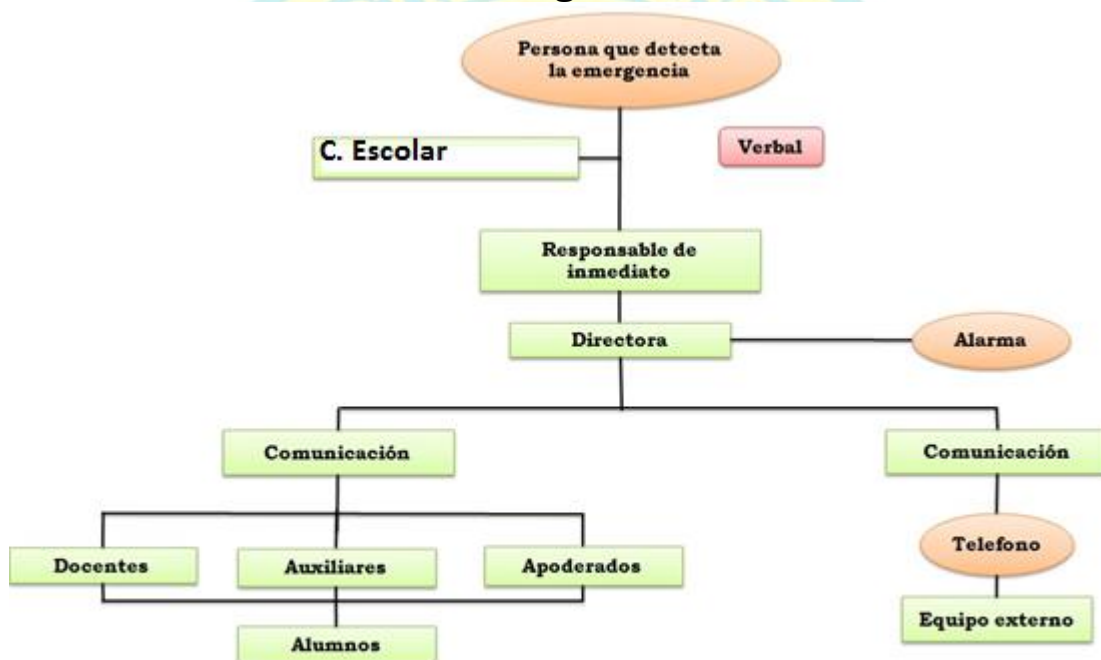 Persona que detecta
la emergencia
C. Escolar
Verbal
Responsable de
inmediato
Directora
Alarma
Comunicación
Comunicación
Telefono
Docentes
Auxiliares
Apoderados
Equipo externo
Alumnos